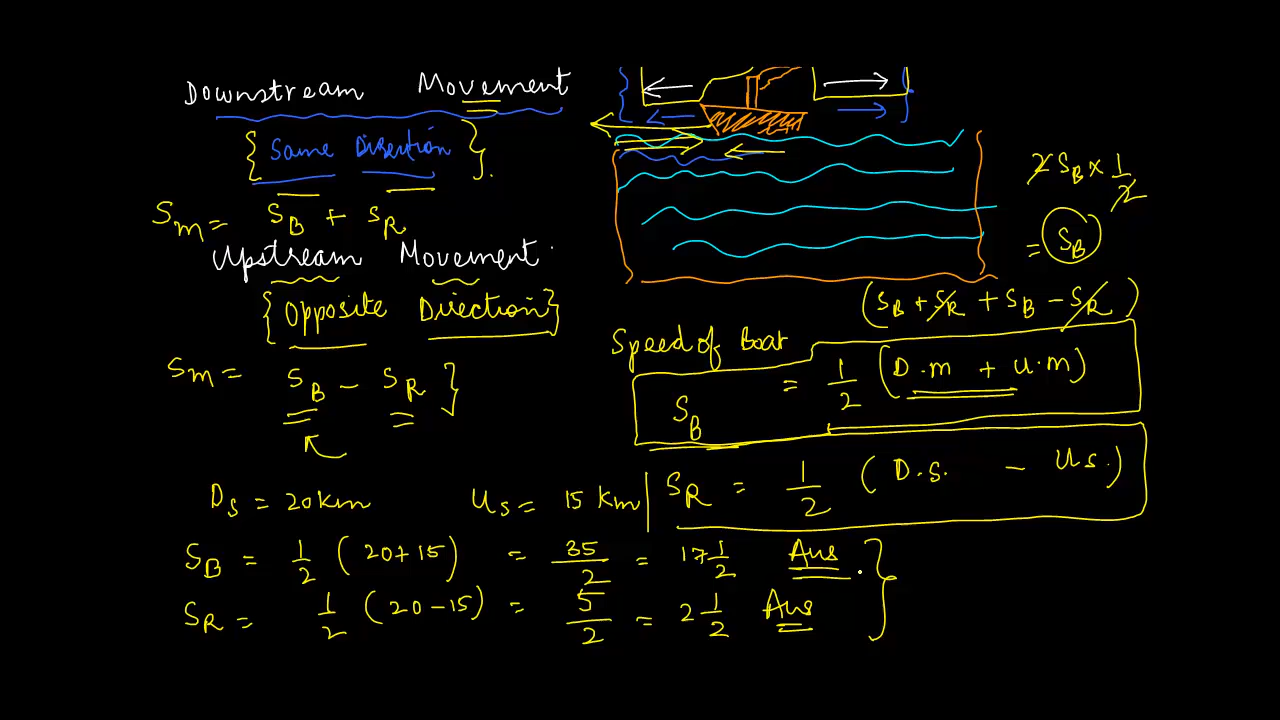 Downstream Movement
{Same Direction}.
Sm = SB + SR
Upstream Movement
{Opposite Direction}
Sm = SB - SR}
2SB × 1/2
= SB
(SB + SR + SB - SR)
Speed of Boat
SB = 1/2 (D.m + U.m)
SR = 1/2 (D.S. - U.S.)
Ds = 20 km Us = 15 km
SB = 1/2 (20+15) = 35/2 = 17 1/2 Ans
SR = 1/2 (20-15) = 5/2 = 2 1/2 Ans